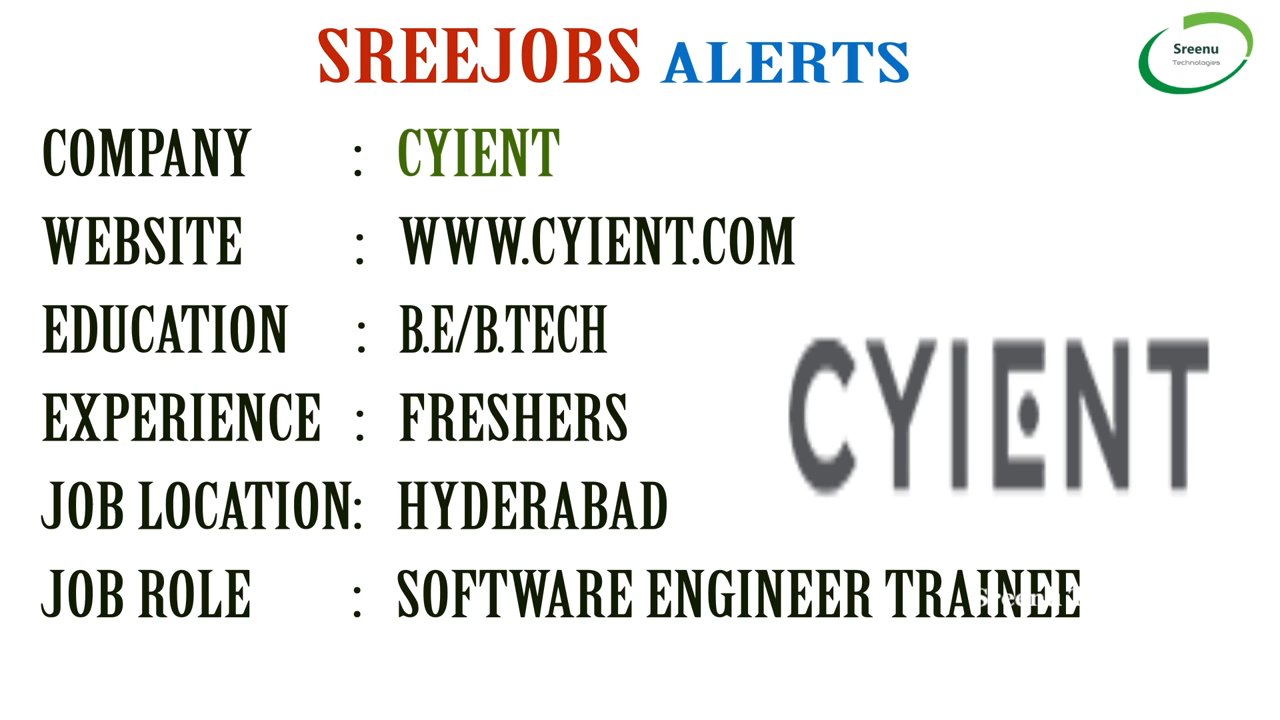 SREEJOBS ALERTS
Sreenu
Technologies
COMPANY : CYIENT
WEBSITE : WWW.CYIENT.COM
EDUCATION : B.E/B.TECH
EXPERIENCE : FRESHERS
CYIENT
JOB LOCATION: HYDERABAD
JOB ROLE : SOFTWARE ENGINEER TRAINEE
Sreenu